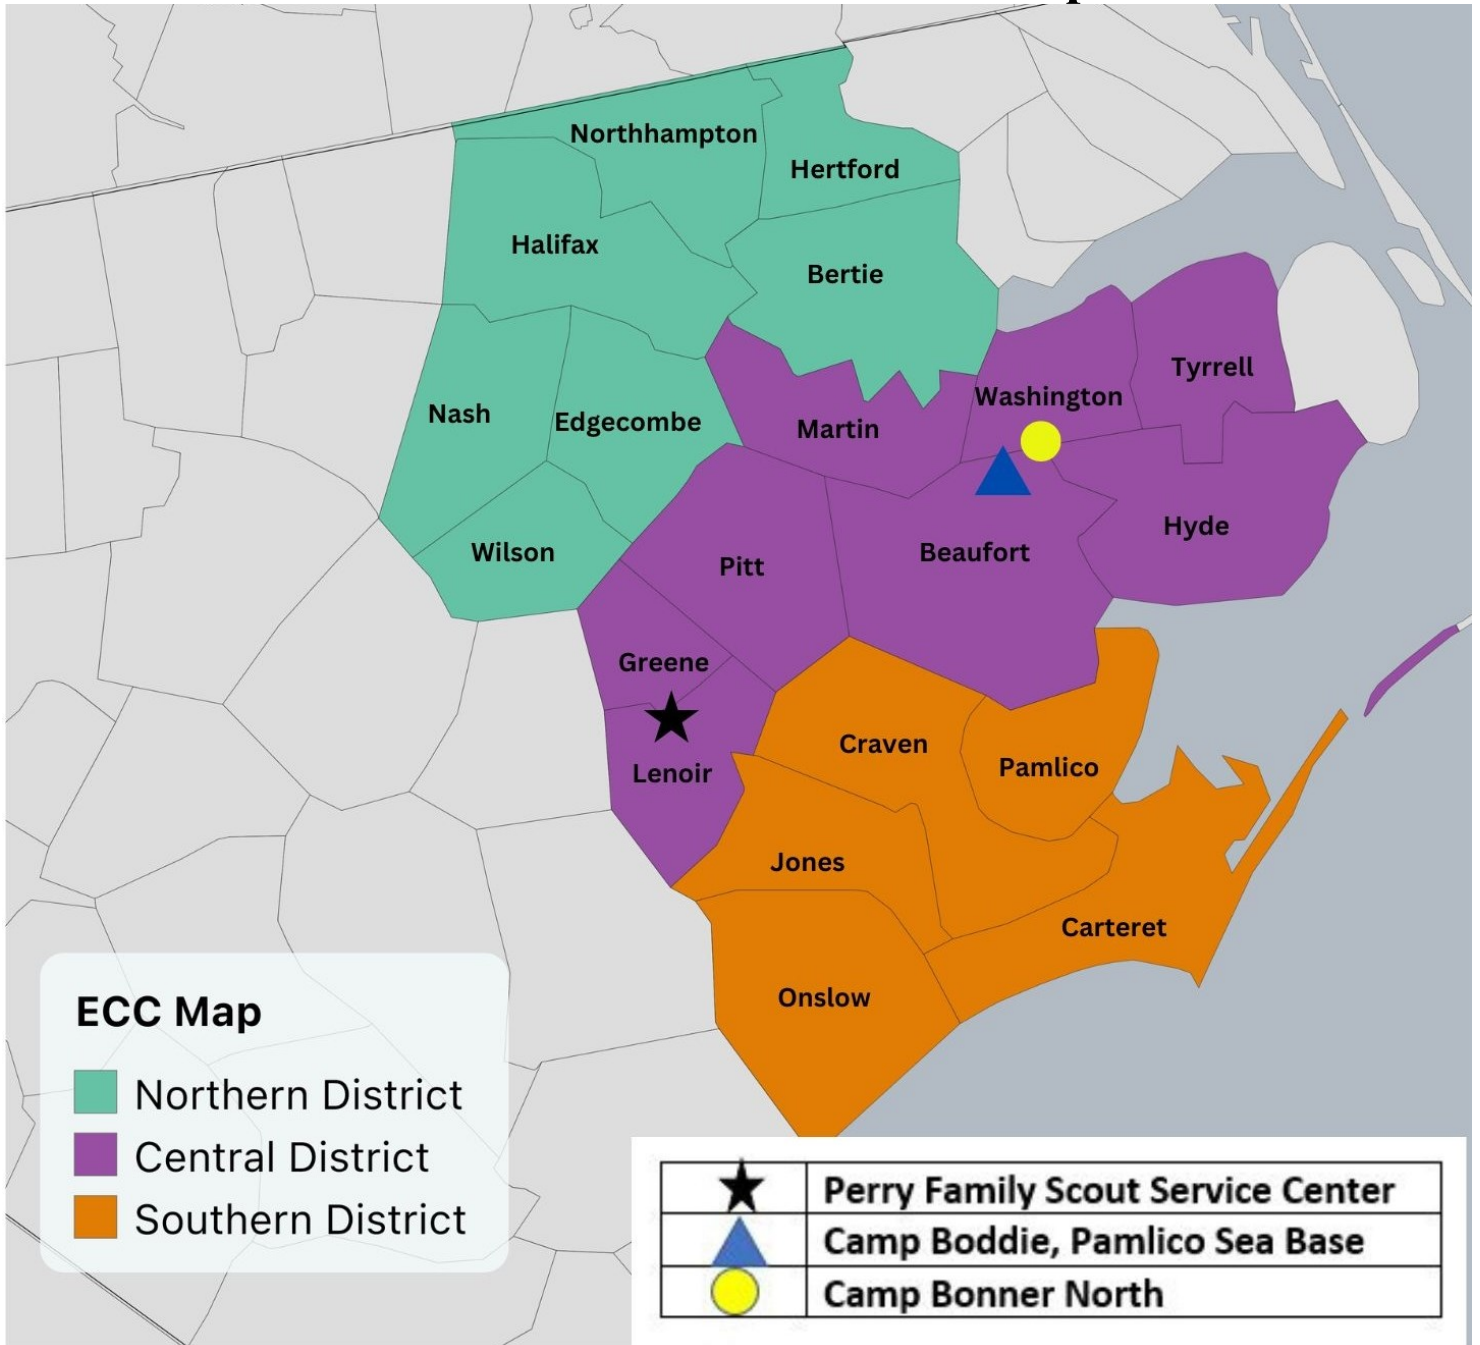 Northhampton
Hertford
Halifax
Bertie
Tyrrell
Washington
Nash
Edgecombe
Martin
Hyde
Wilson
Pitt
Beaufort
Greene
Craven
Pamlico
Lenoir
Jones
Carteret
Onslow
ECC Map
Northern District
Central District
Southern District
Perry Family Scout Service Center
Camp Boddie, Pamlico Sea Base
Camp Bonner North